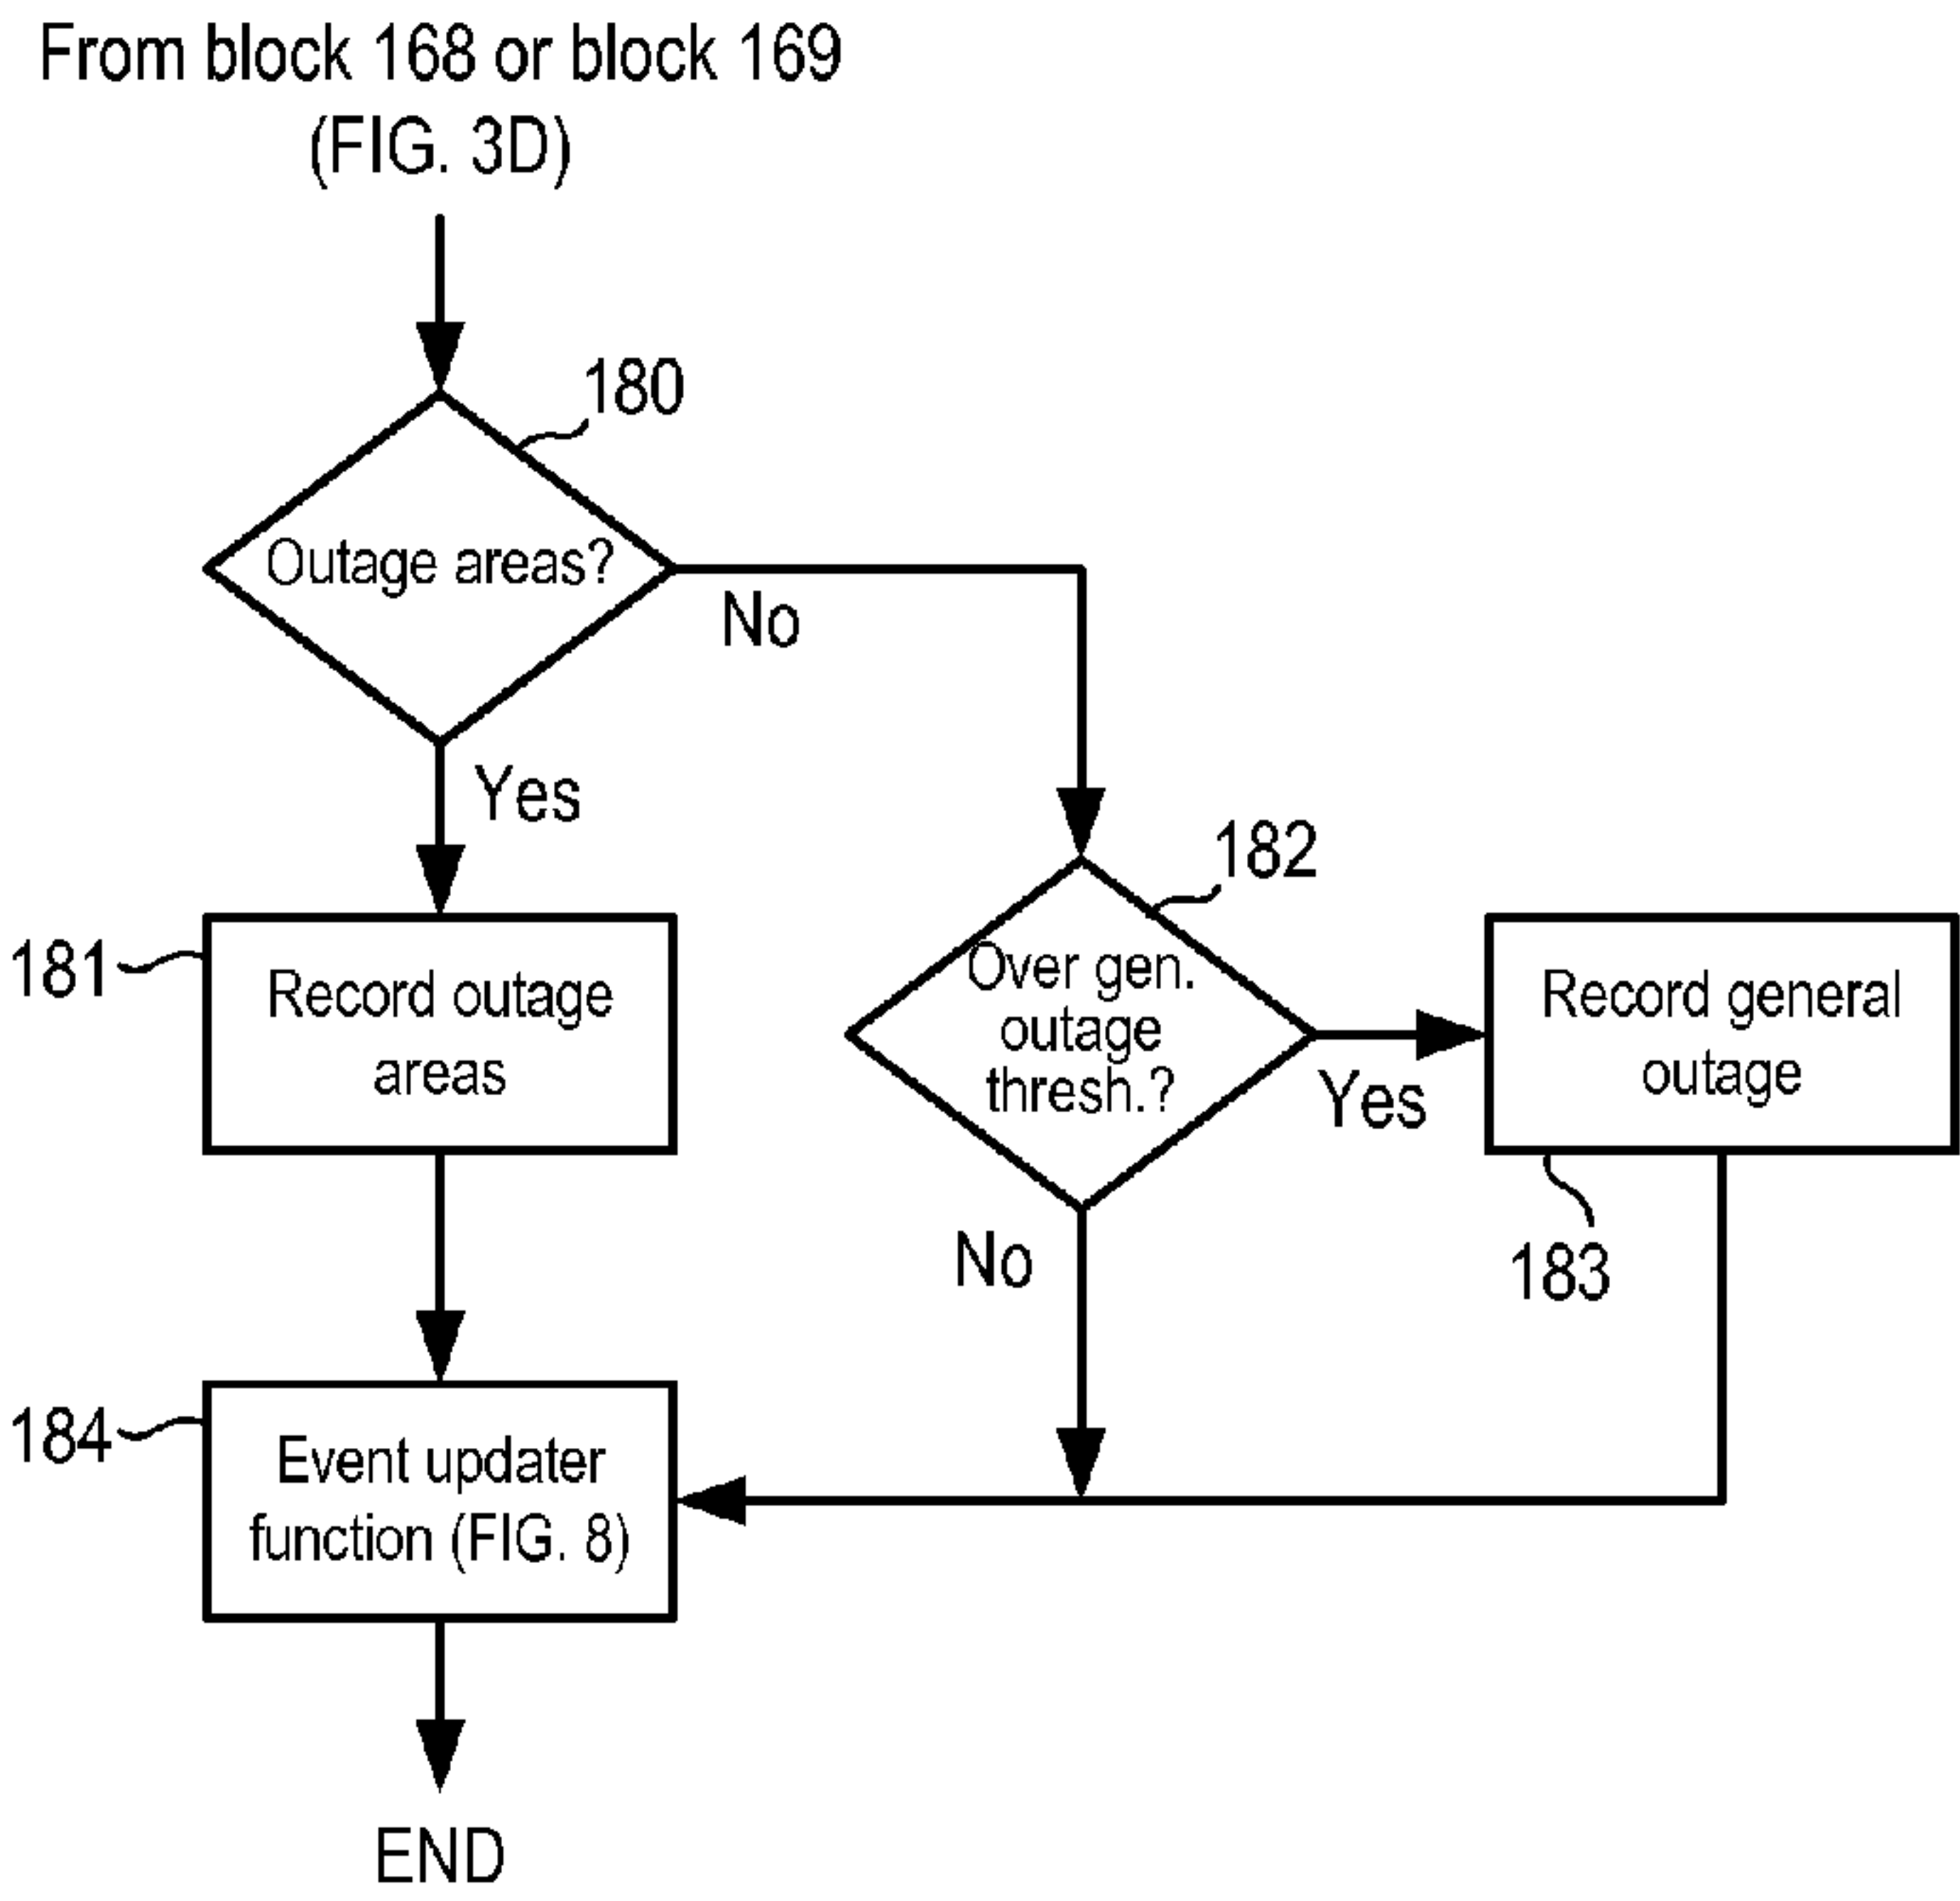 From block 168 or block 169
(FIG. 3D)
180
Outage areas?
No
Yes
182
181
Record outage
areas
Over gen.
outage
thresh.?
Yes
Record general
outage
No
183
184
Event updater
function (FIG. 8)
END